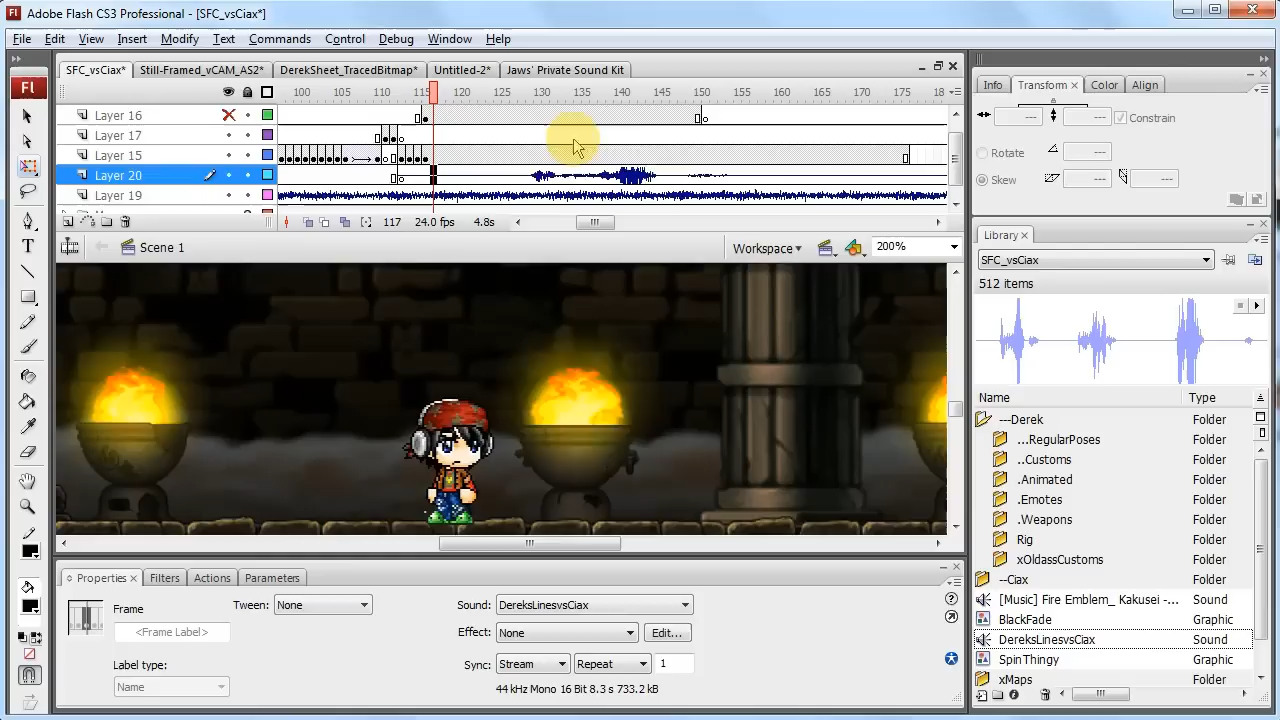 Fl Adobe Flash CS3 Professional - [SFC_vsCiax*]
File Edit View Insert Modify Text Commands Control Debug Window Help
SFC_vsCiax* Still-Framed_vCAM_AS2* DerekSheet_TracedBitmap* Untitled-2* Jaws' Private Sound Kit
100 105 110 115 120 125 130 135 140 145 150 155 160 165 170 175 18
Layer 16
Layer 17
Layer 15
Layer 20
Layer 19
117 24.0 fps 4.8s
Scene 1 Workspace 200%
Properties Filters Actions Parameters
Frame Tween: None Sound: DereksLinesvsCiax
<Frame Label> Effect: None Edit...
Label type: Sync: Stream Repeat 1
Name 44 kHz Mono 16 Bit 8.3 s 733.2 kB
Fl
T
Info Transform Color Align
--- --- Constrain
Rotate ---
Skew --- ---
Library
SFC_vsCiax
512 items
Name Type
---Derek Folder
...RegularPoses Folder
..Customs Folder
.Animated Folder
.Emotes Folder
.Weapons Folder
Rig Folder
xOldassCustoms Folder
--Ciax Folder
[Music] Fire Emblem_ Kakusei -... Sound
BlackFade Graphic
DereksLinesvsCiax Sound
SpinThingy Graphic
xMaps Folder